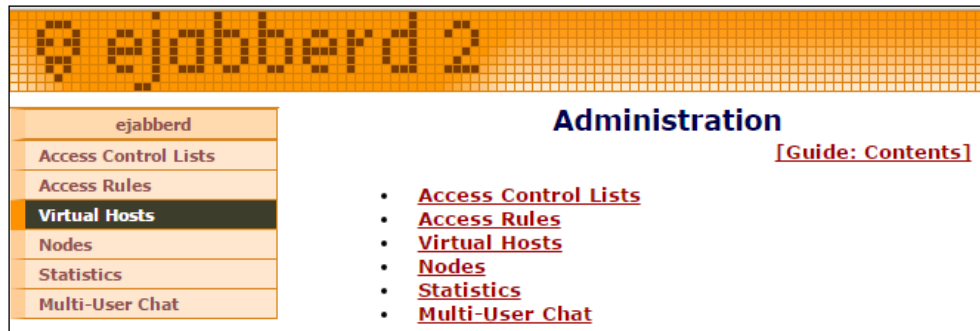 ejabberd 2
ejabberd
Access Control Lists
Access Rules
Virtual Hosts
Nodes
Statistics
Multi-User Chat
Administration
[Guide: Contents]
Access Control Lists
Access Rules
Virtual Hosts
Nodes
Statistics
Multi-User Chat